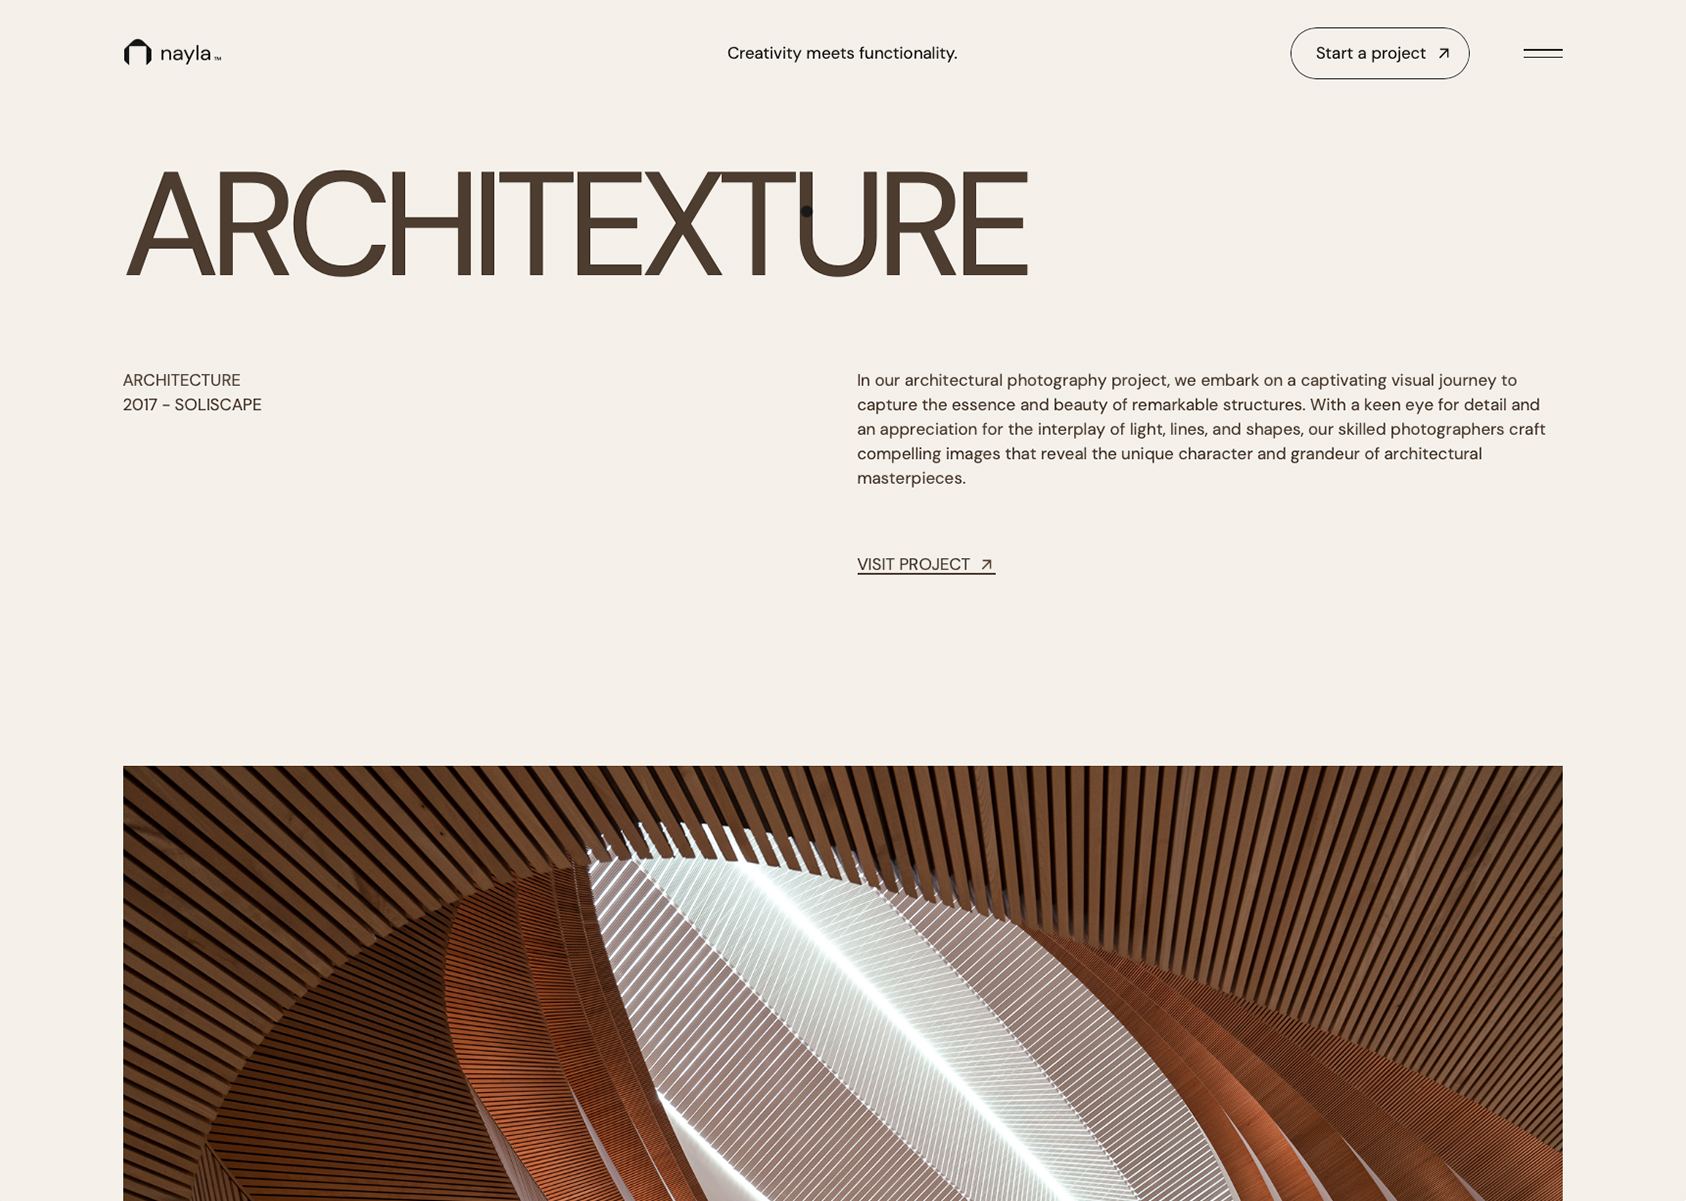 nayla™
Creativity meets functionality.
Start a project
ARCHITEXTURE
ARCHITECTURE
2017 - SOLISCAPE
In our architectural photography project, we embark on a captivating visual journey to
capture the essence and beauty of remarkable structures. With a keen eye for detail and
an appreciation for the interplay of light, lines, and shapes, our skilled photographers craft
compelling images that reveal the unique character and grandeur of architectural
masterpieces.
VISIT PROJECT